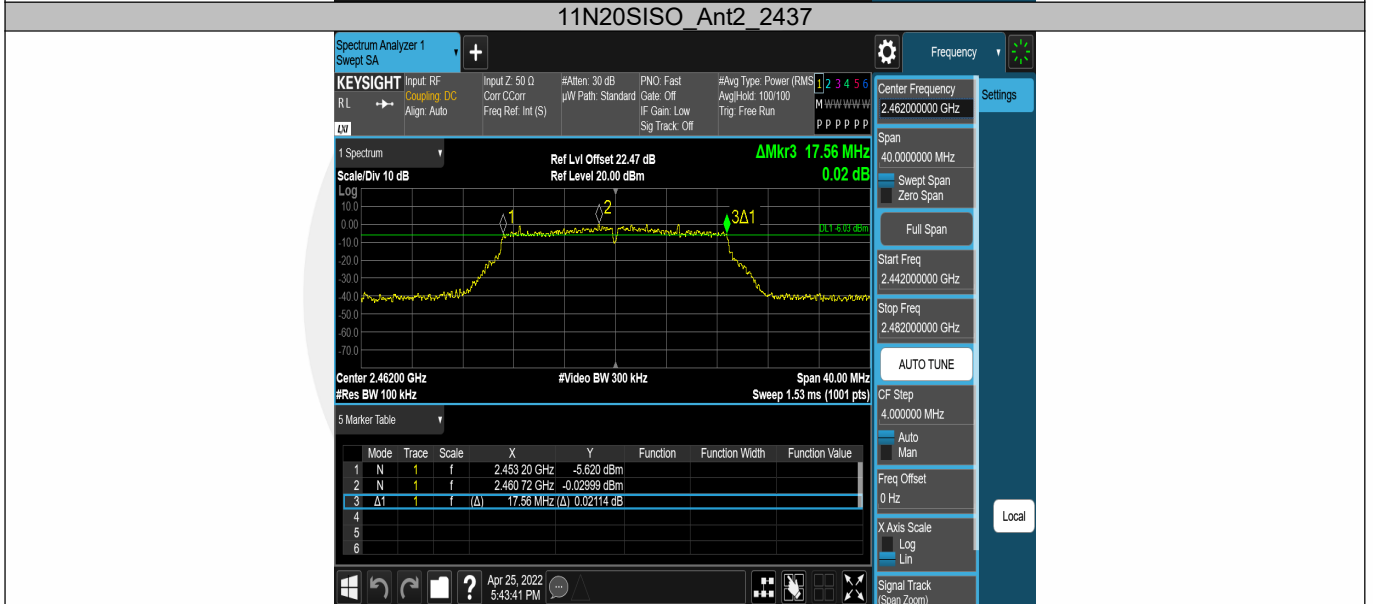 11N20SISO_Ant2_2437
Spectrum Analyzer 1
Swept SA
+
Frequency
KEYSIGHT
R L
LXI
Input: RF
Coupling: DC
Align: Auto
Input Z: 50 Ω
Corr CCorr
Freq Ref: Int (S)
#Atten: 30 dB
µW Path: Standard
PNO: Fast
Gate: Off
IF Gain: Low
Sig Track: Off
#Avg Type: Power (RMS
Avg|Hold: 100/100
Trig: Free Run
1 2 3 4 5 6
M W W W W W
P P P P P P
1 Spectrum
Scale/Div 10 dB
Ref Lvl Offset 22.47 dB
Ref Level 20.00 dBm
ΔMkr3 17.56 MHz
0.02 dB
Log
10.0
0.00
-10.0
-20.0
-30.0
-40.0
-50.0
-60.0
-70.0
1
2
3Δ1
DL1 -6.03 dBm
Center 2.46200 GHz
#Video BW 300 kHz
Span 40.00 MHz
#Res BW 100 kHz
Sweep 1.53 ms (1001 pts)
5 Marker Table
Mode Trace Scale X Y Function Function Width Function Value
1 N 1 f 2.453 20 GHz -5.620 dBm
2 N 1 f 2.460 72 GHz -0.02999 dBm
3 Δ1 1 f (Δ) 17.56 MHz (Δ) 0.02114 dB
4
5
6
?
Apr 25, 2022
5:43:41 PM
Center Frequency
2.462000000 GHz
Settings
Span
40.0000000 MHz
Swept Span
Zero Span
Full Span
Start Freq
2.442000000 GHz
Stop Freq
2.482000000 GHz
AUTO TUNE
CF Step
4.000000 MHz
Auto
Man
Freq Offset
0 Hz
Local
X Axis Scale
Log
Lin
Signal Track
(Span Zoom)